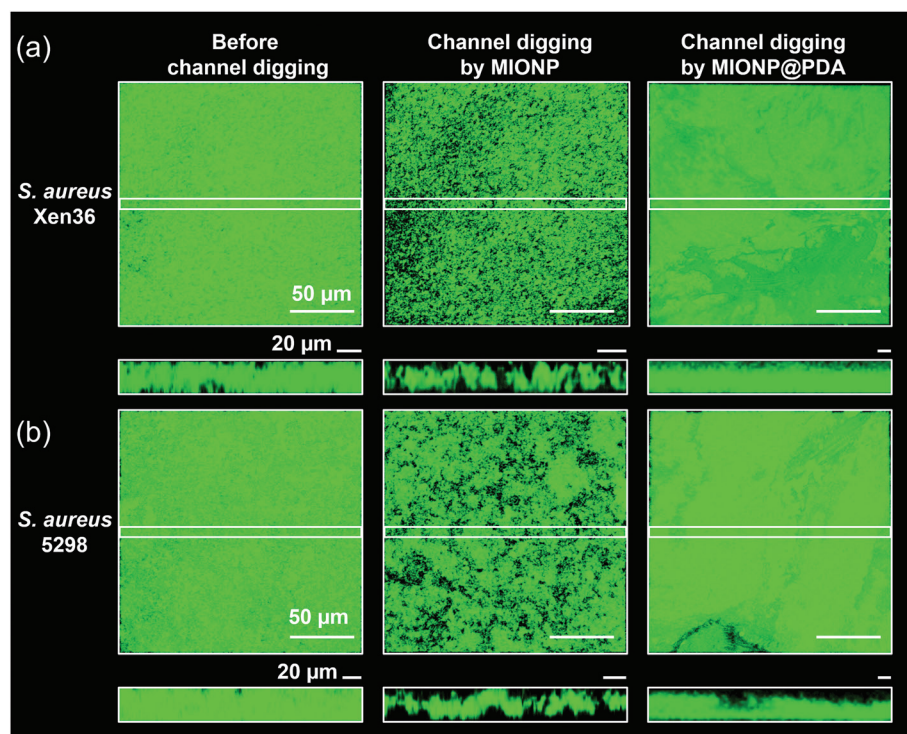 (a)
Before
channel digging
Channel digging
by MIONP
Channel digging
by MIONP@PDA
S. aureus
Xen36
50 µm
20 µm
(b)
S. aureus
5298
50 µm
20 µm